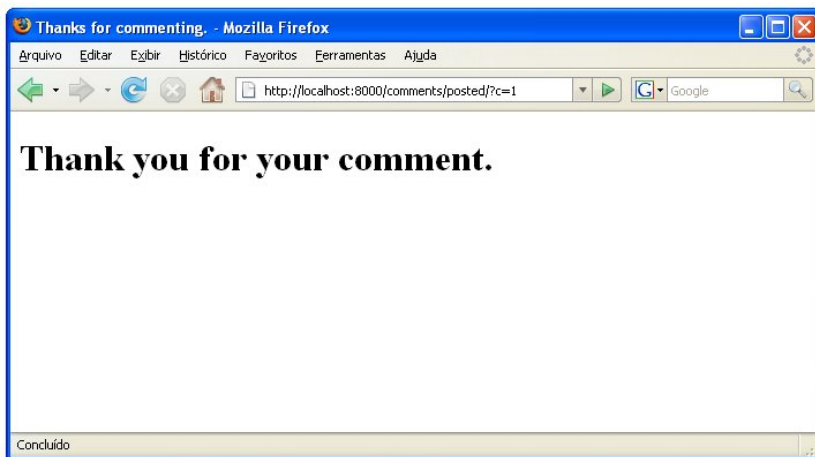 Thanks for commenting. - Mozilla Firefox
Arquivo Editar Exibir Histórico Favoritos Ferramentas Ajuda
http://localhost:8000/comments/posted/?c=1 G Google
Thank you for your comment.
Concluído